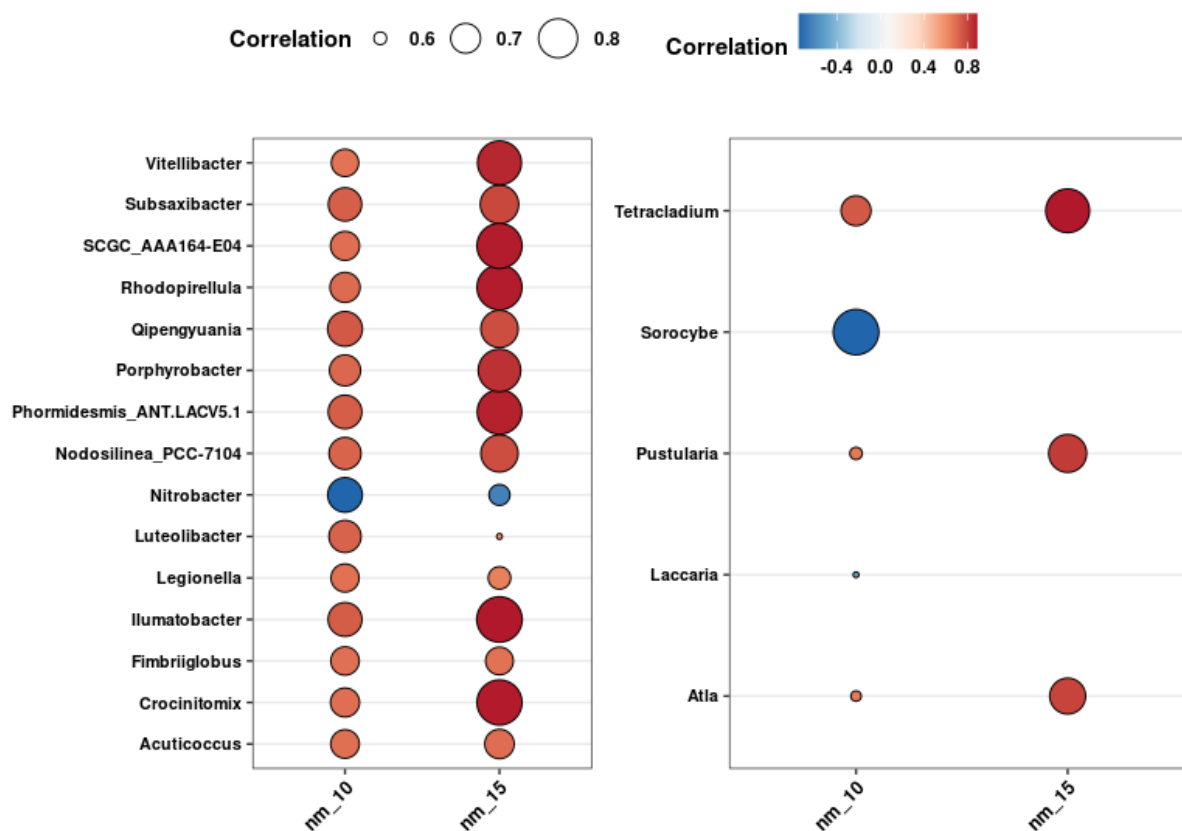 Correlation 0.6 0.7 0.8
Correlation -0.4 0.0 0.4 0.8
Vitellibacter
Subsaxibacter
SCGC_AAA164-E04
Rhodopirellula
Qipengyuania
Porphyrobacter
Phormidesmis_ANT.LACV5.1
Nodosilinea_PCC-7104
Nitrobacter
Luteolibacter
Legionella
Ilumatobacter
Fimbriiglobus
Crocinitomix
Acuticoccus
nm_10 nm_15
Tetracladium
Sorocybe
Pustularia
Laccaria
Atla
nm_10 nm_15